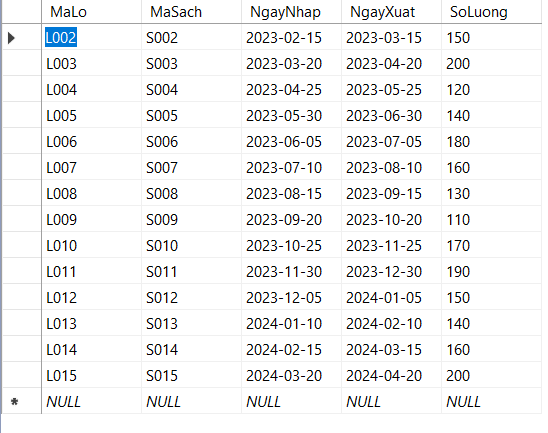 MaLo MaSach NgayNhap NgayXuat SoLuong
L002 S002 2023-02-15 2023-03-15 150
L003 S003 2023-03-20 2023-04-20 200
L004 S004 2023-04-25 2023-05-25 120
L005 S005 2023-05-30 2023-06-30 140
L006 S006 2023-06-05 2023-07-05 180
L007 S007 2023-07-10 2023-08-10 160
L008 S008 2023-08-15 2023-09-15 130
L009 S009 2023-09-20 2023-10-20 110
L010 S010 2023-10-25 2023-11-25 170
L011 S011 2023-11-30 2023-12-30 190
L012 S012 2023-12-05 2024-01-05 150
L013 S013 2024-01-10 2024-02-10 140
L014 S014 2024-02-15 2024-03-15 160
L015 S015 2024-03-20 2024-04-20 200
* NULL NULL NULL NULL NULL